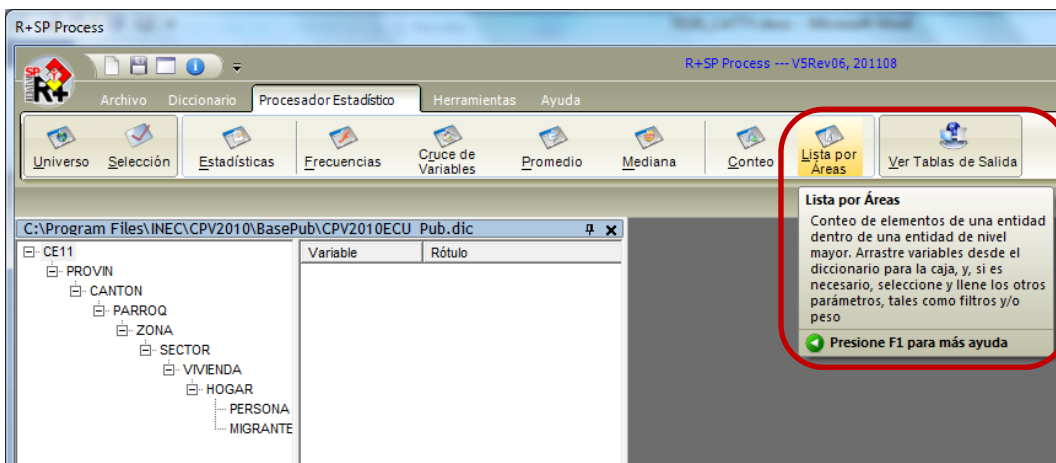 R+SP Process
R+SP Process --- V5Rev06, 201108
SP
R+
Archivo Diccionario Procesador Estadístico Herramientas Ayuda
Universo Selección Estadísticas Frecuencias Cruce de Variables Promedio Mediana Conteo Lista por Áreas Ver Tablas de Salida
Lista por Áreas
Conteo de elementos de una entidad
dentro de una entidad de nivel
mayor. Arrastre variables desde el
diccionario para la caja, y, si es
necesario, seleccione y llene los otros
parámetros, tales como filtros y/o
peso
Presione F1 para más ayuda
C:\Program Files\INEC\CPV2010\BasePub\CPV2010ECU_Pub.dic
Variable Rótulo
CE11
PROVIN
CANTON
PARROQ
ZONA
SECTOR
VIVIENDA
HOGAR
PERSONA
MIGRANTE